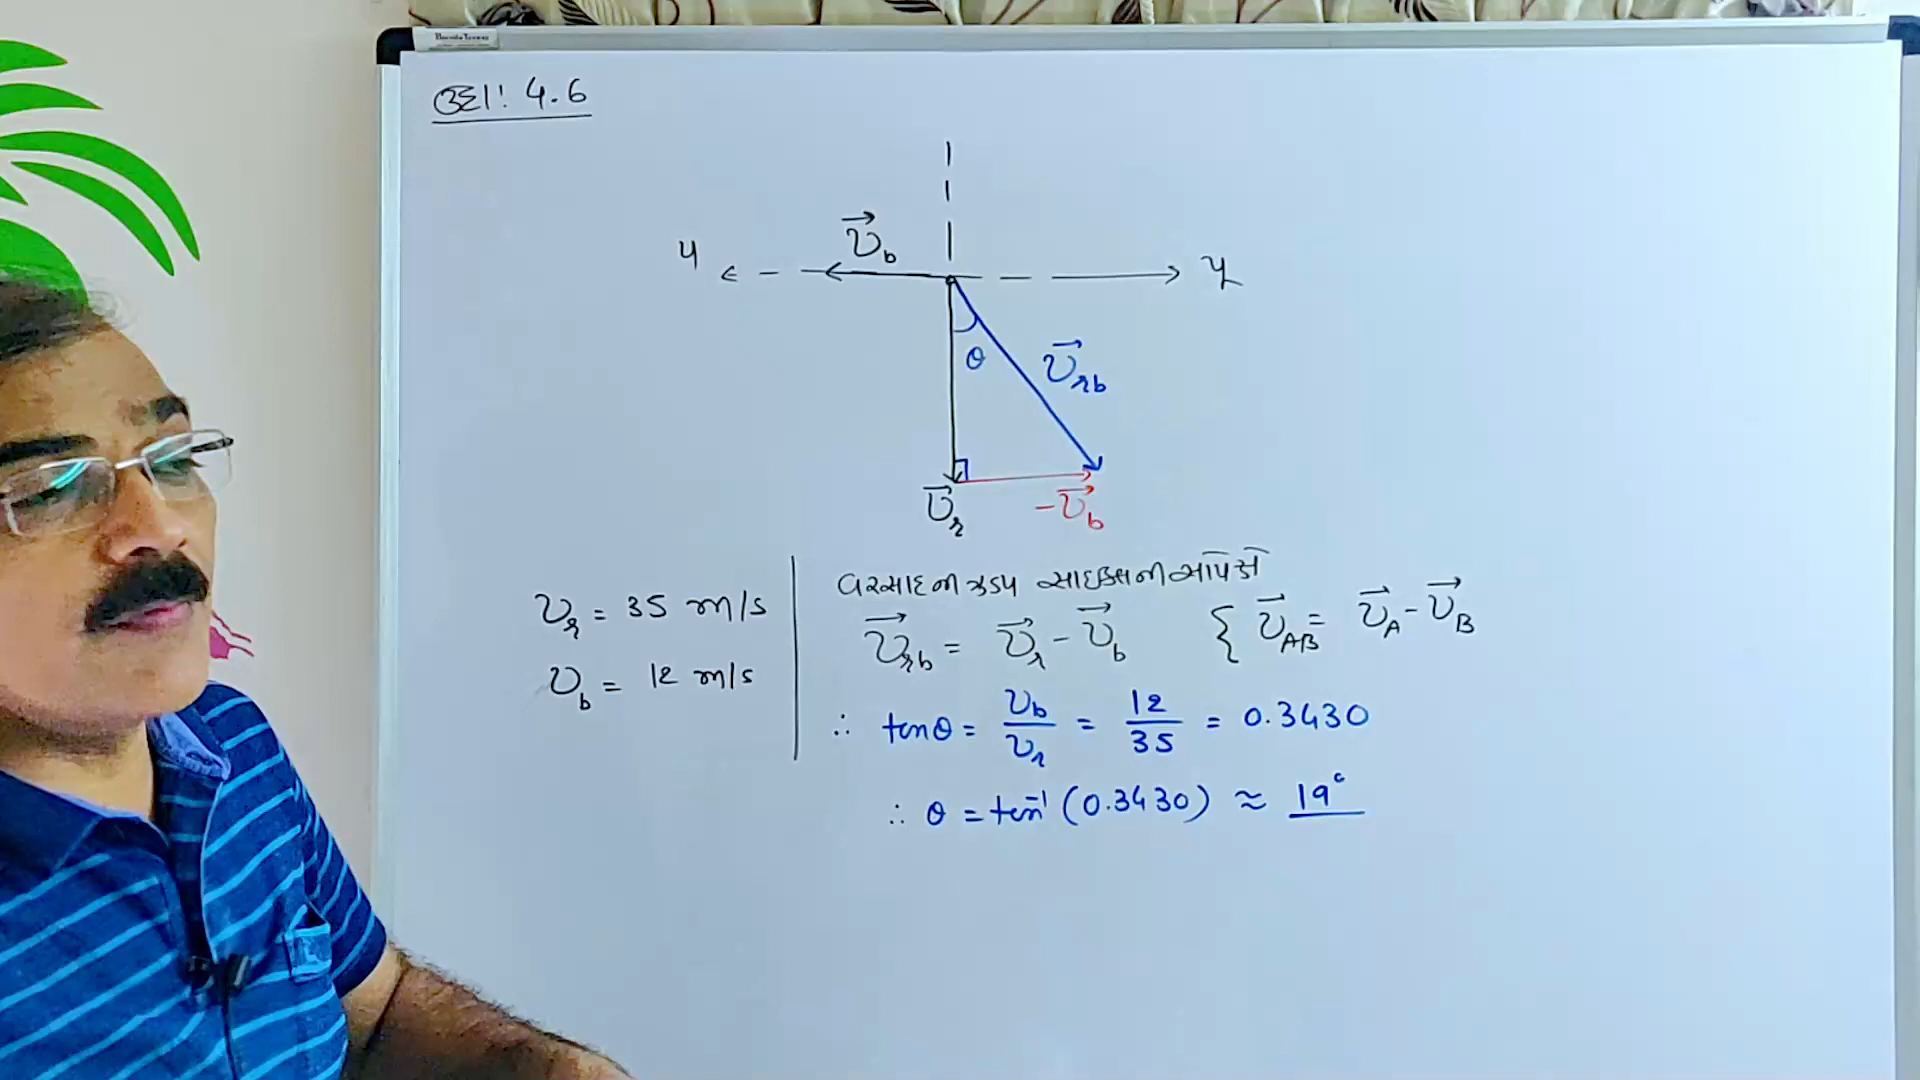 ઉદા: 4.6
v⃗b
પ
પૂ
θ
v⃗rb
v⃗r
-v⃗b
vr = 35 m/s
vb = 12 m/s
વરસાદની ઝડપ સાઇકલની સાપેક્ષે
v⃗rb = v⃗r - v⃗b { v⃗AB = v⃗A - v⃗B
∴ tanθ = vb/vr = 12/35 = 0.3430
∴ θ = tan⁻¹ (0.3430) ≈ 19°